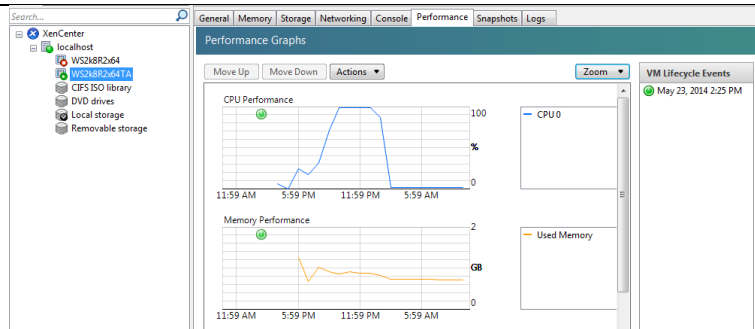 Search...
XenCenter
localhost
WS2k8R2x64
WS2k8R2x64TA
CIFS ISO library
DVD drives
Local storage
Removable storage
General Memory Storage Networking Console Performance Snapshots Logs
Performance Graphs
Move Up Move Down Actions Zoom
CPU Performance
100
%
0
11:59 AM 5:59 PM 11:59 PM 5:59 AM
CPU 0
Memory Performance
2
GB
0
11:59 AM 5:59 PM 11:59 PM 5:59 AM
Used Memory
VM Lifecycle Events
May 23, 2014 2:25 PM